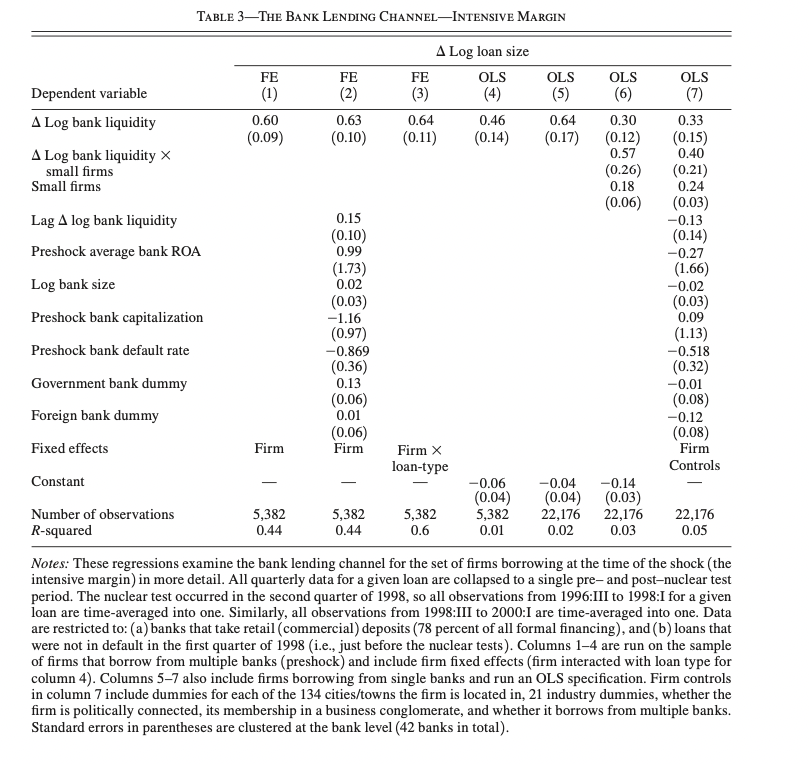 TABLE 3—THE BANK LENDING CHANNEL—INTENSIVE MARGIN
Δ Log loan size
FE FE FE OLS OLS OLS OLS
Dependent variable (1) (2) (3) (4) (5) (6) (7)
Δ Log bank liquidity 0.60 0.63 0.64 0.46 0.64 0.30 0.33
(0.09) (0.10) (0.11) (0.14) (0.17) (0.12) (0.15)
Δ Log bank liquidity × 0.57 0.40
small firms (0.26) (0.21)
Small firms 0.18 0.24
(0.06) (0.03)
Lag Δ log bank liquidity 0.15 −0.13
(0.10) (0.14)
Preshock average bank ROA 0.99 −0.27
(1.73) (1.66)
Log bank size 0.02 −0.02
(0.03) (0.03)
Preshock bank capitalization −1.16 0.09
(0.97) (1.13)
Preshock bank default rate −0.869 −0.518
(0.36) (0.32)
Government bank dummy 0.13 −0.01
(0.06) (0.08)
Foreign bank dummy 0.01 −0.12
(0.06) (0.08)
Fixed effects Firm Firm Firm × Firm
loan-type Controls
Constant — — — −0.06 −0.04 −0.14 —
(0.04) (0.04) (0.03)
Number of observations 5,382 5,382 5,382 5,382 22,176 22,176 22,176
R-squared 0.44 0.44 0.6 0.01 0.02 0.03 0.05
Notes: These regressions examine the bank lending channel for the set of firms borrowing at the time of the shock (the
intensive margin) in more detail. All quarterly data for a given loan are collapsed to a single pre– and post–nuclear test
period. The nuclear test occurred in the second quarter of 1998, so all observations from 1996:III to 1998:I for a given
loan are time-averaged into one. Similarly, all observations from 1998:III to 2000:I are time-averaged into one. Data
are restricted to: (a) banks that take retail (commercial) deposits (78 percent of all formal financing), and (b) loans that
were not in default in the first quarter of 1998 (i.e., just before the nuclear tests). Columns 1–4 are run on the sample
of firms that borrow from multiple banks (preshock) and include firm fixed effects (firm interacted with loan type for
column 4). Columns 5–7 also include firms borrowing from single banks and run an OLS specification. Firm controls
in column 7 include dummies for each of the 134 cities/towns the firm is located in, 21 industry dummies, whether the
firm is politically connected, its membership in a business conglomerate, and whether it borrows from multiple banks.
Standard errors in parentheses are clustered at the bank level (42 banks in total).